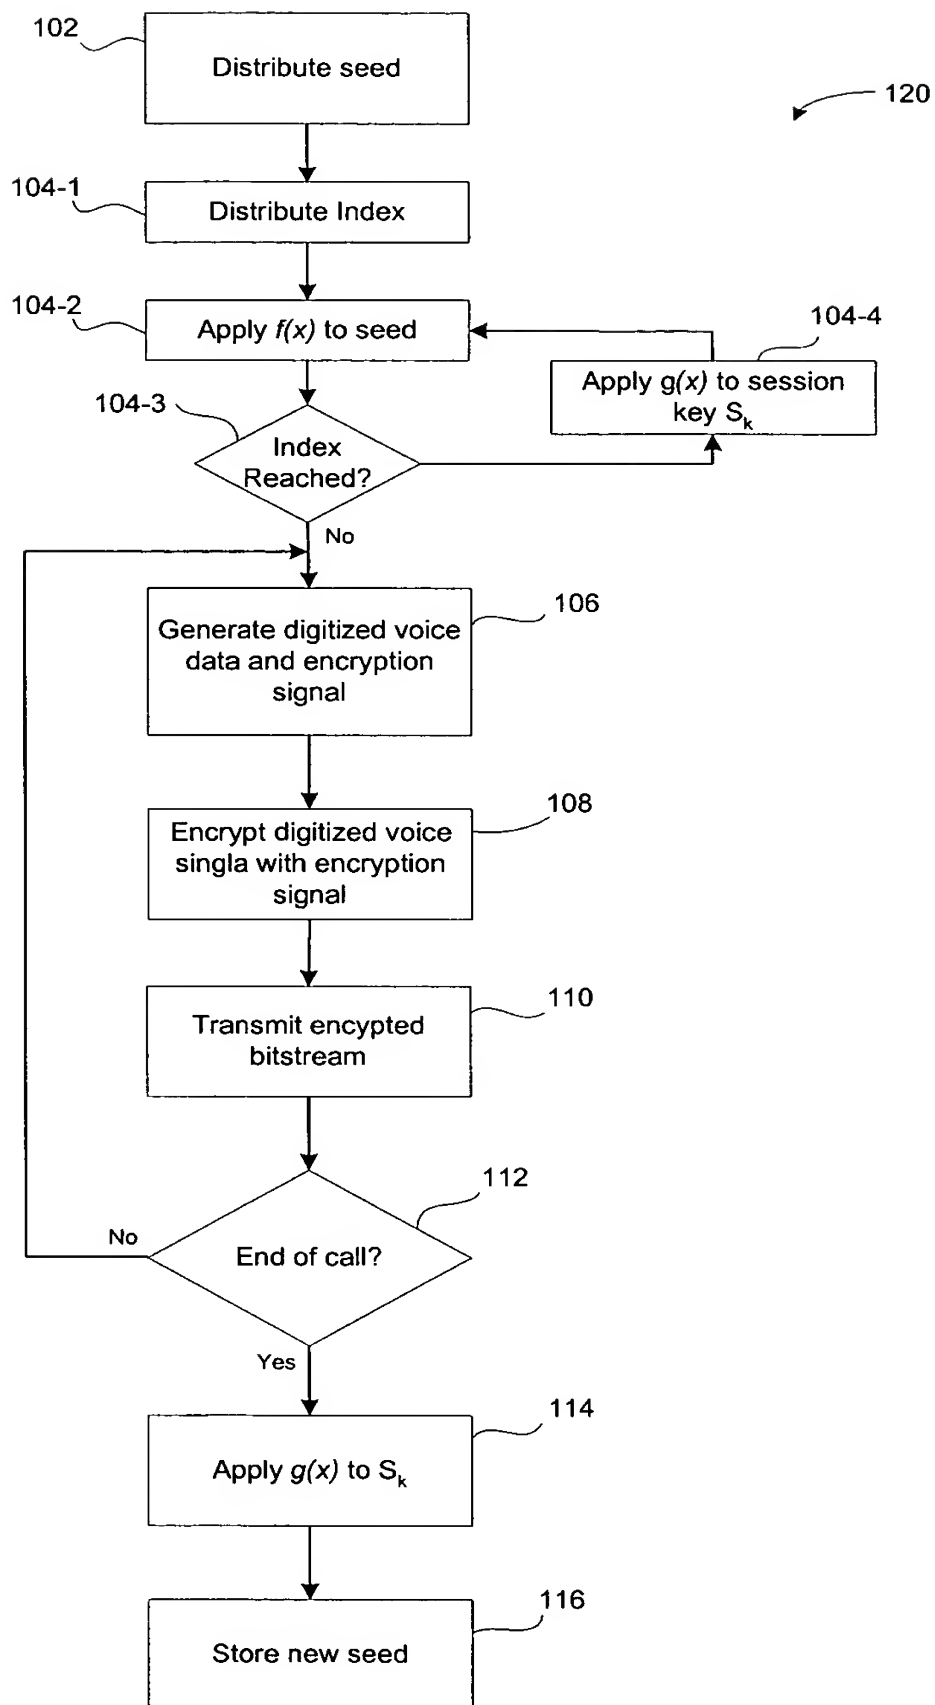 102
Distribute seed
120
104-1
Distribute Index
104-2
Apply f(x) to seed
104-4
Apply g(x) to session
key Sk
104-3
Index
Reached?
No
106
Generate digitized voice
data and encryption
signal
108
Encrypt digitized voice
singla with encryption
signal
110
Transmit encypted
bitstream
112
No
End of call?
Yes
114
Apply g(x) to Sk
116
Store new seed